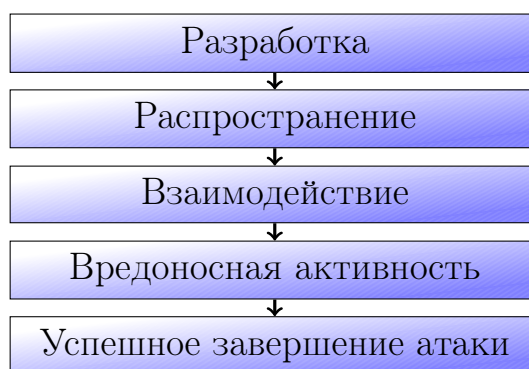 Разработка
Распространение
Взаимодействие
Вредоносная активность
Успешное завершение атаки